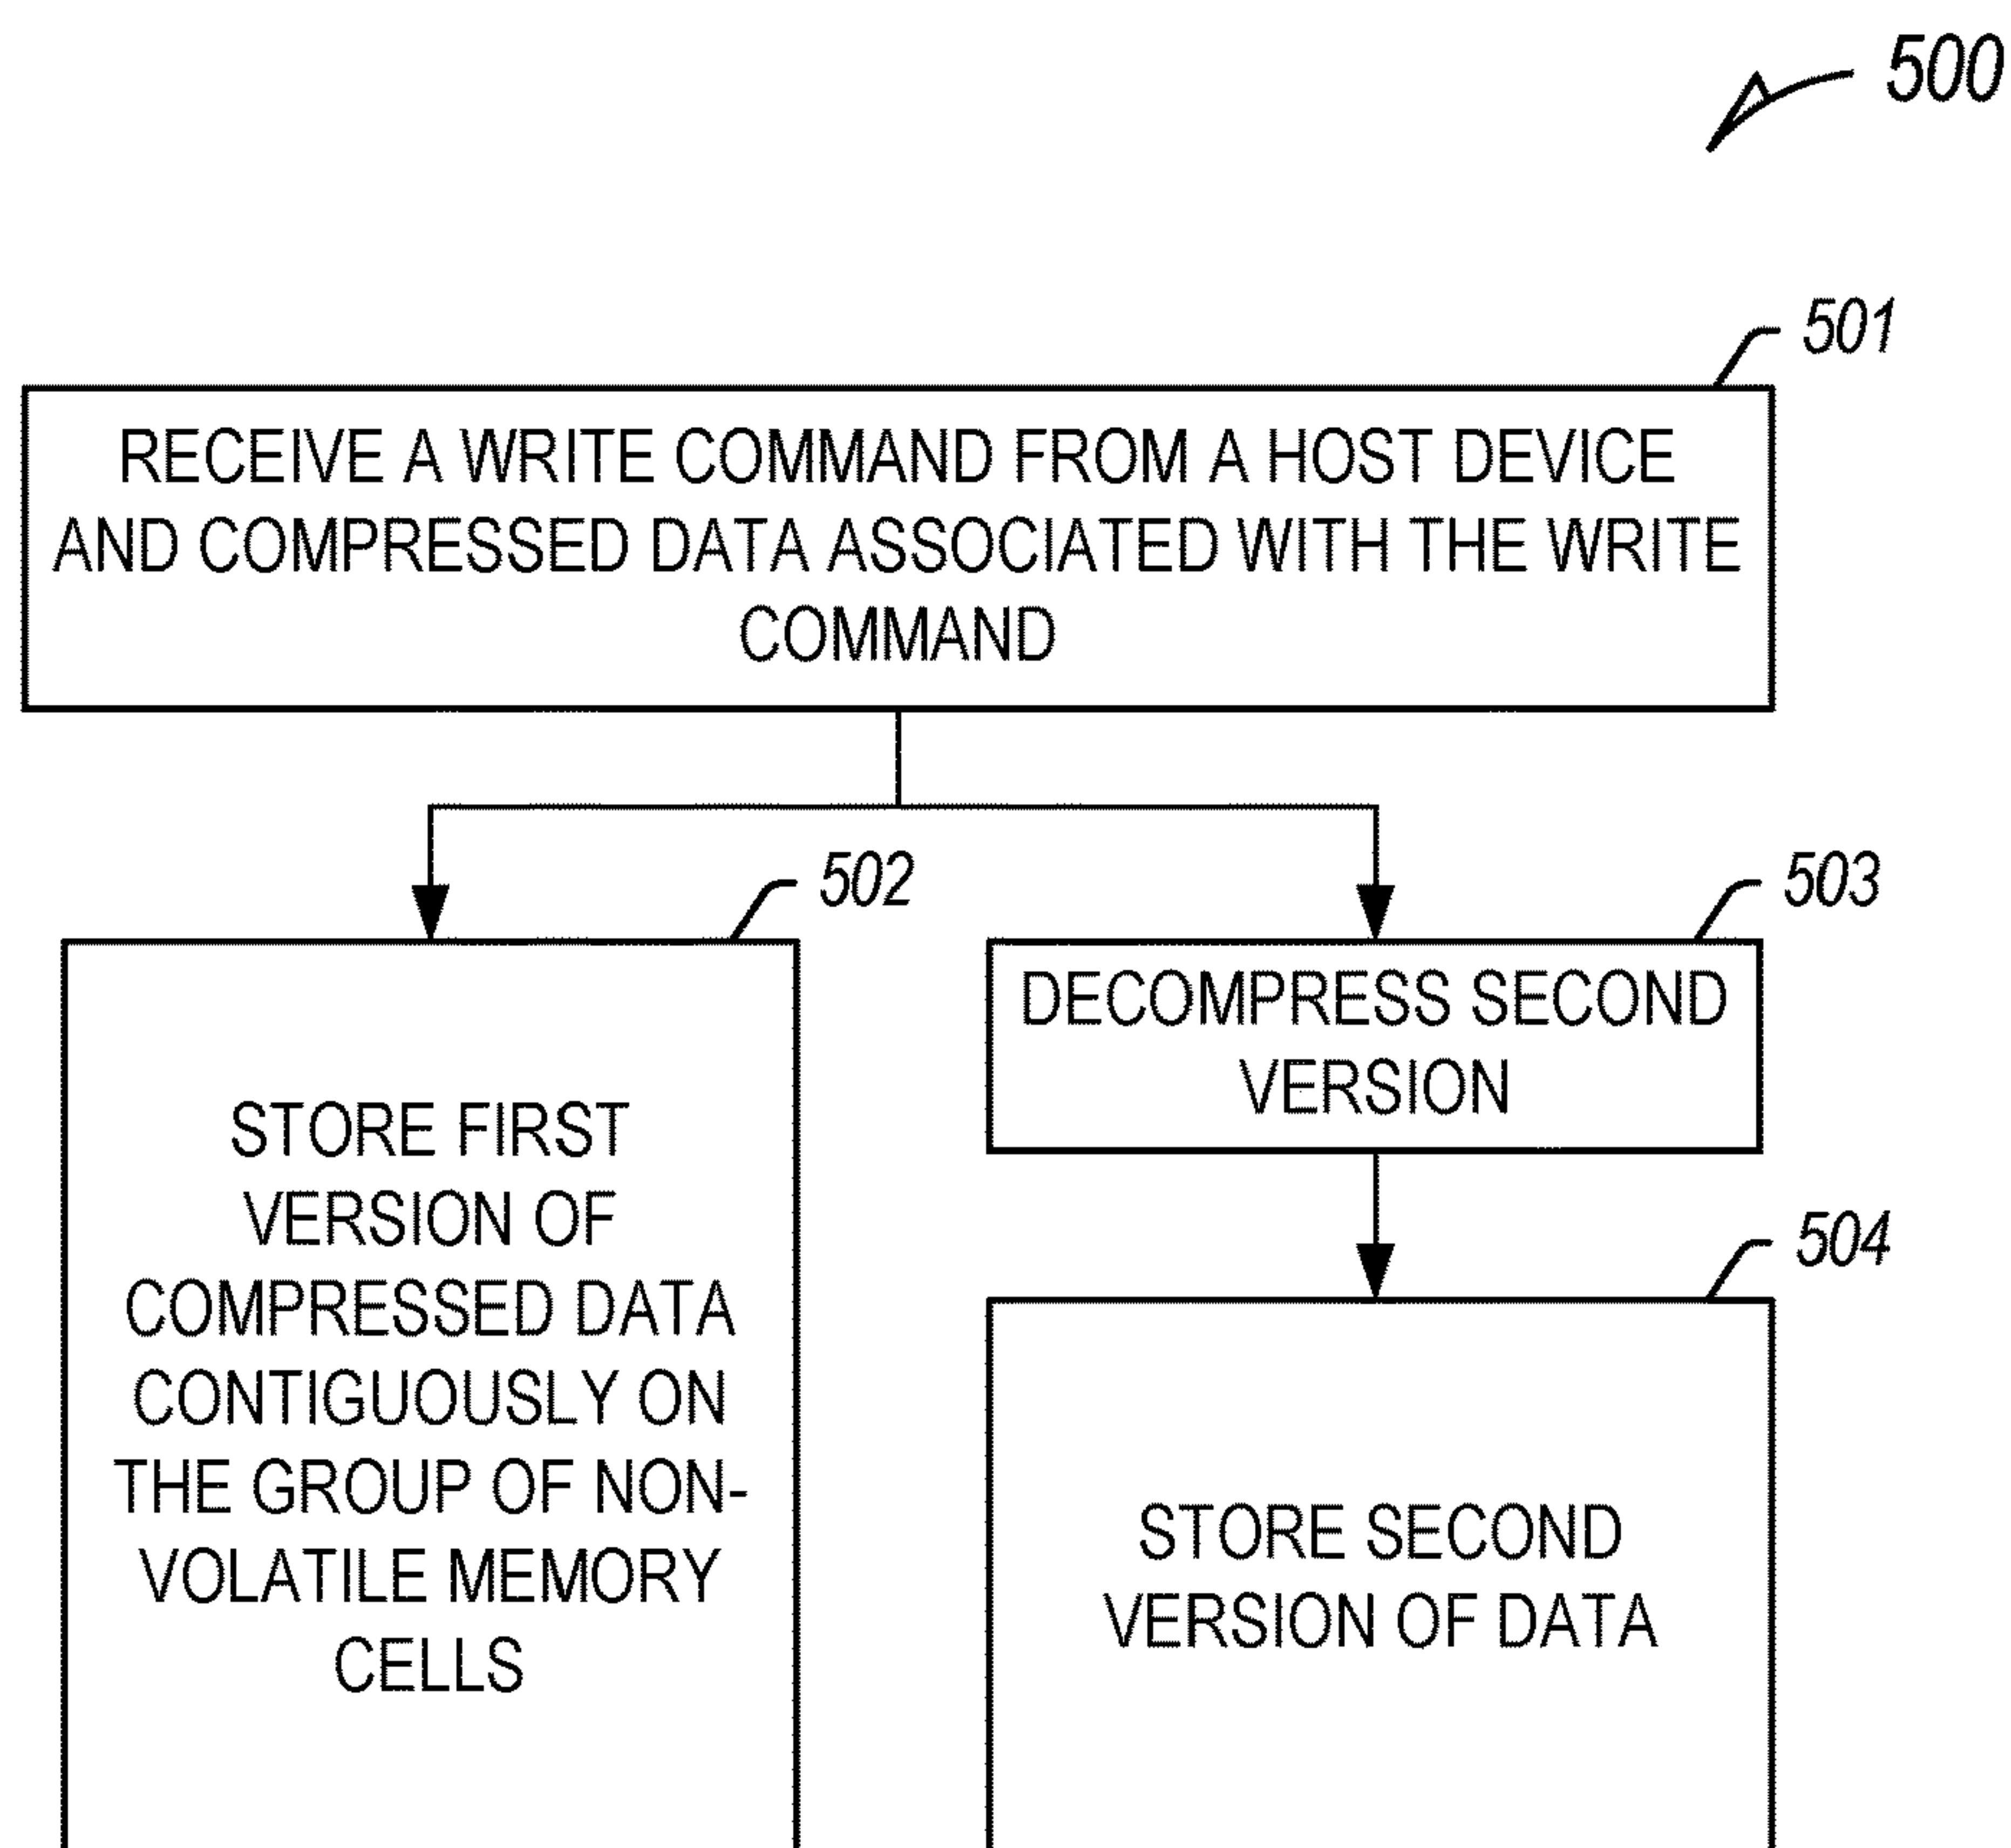 500
501
RECEIVE A WRITE COMMAND FROM A HOST DEVICE
AND COMPRESSED DATA ASSOCIATED WITH THE WRITE
COMMAND
502
STORE FIRST
VERSION OF
COMPRESSED DATA
CONTIGUOUSLY ON
THE GROUP OF NON-
VOLATILE MEMORY
CELLS
503
DECOMPRESS SECOND
VERSION
504
STORE SECOND
VERSION OF DATA